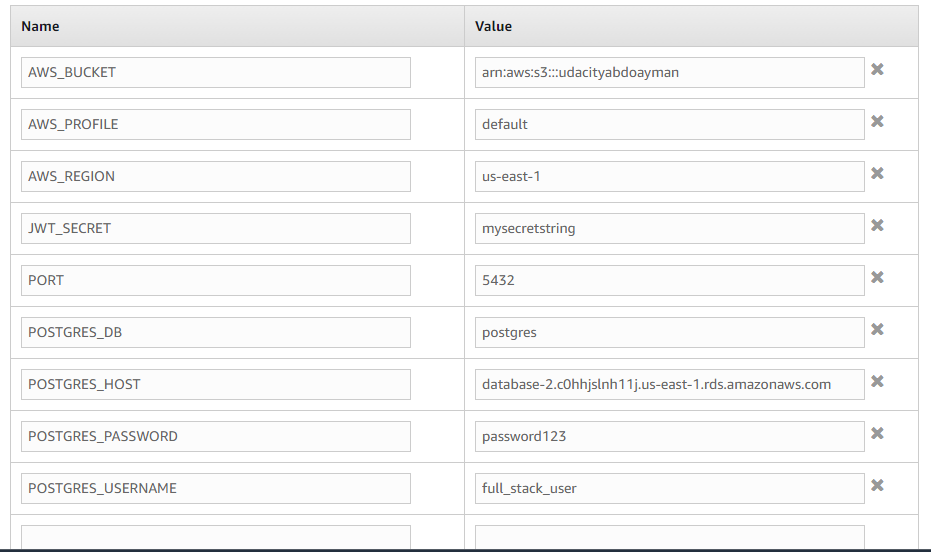 Name Value
AWS_BUCKET arn:aws:s3:::udacityabdoayman
AWS_PROFILE default
AWS_REGION us-east-1
JWT_SECRET mysecretstring
PORT 5432
POSTGRES_DB postgres
POSTGRES_HOST database-2.c0hhjslnh11j.us-east-1.rds.amazonaws.com
POSTGRES_PASSWORD password123
POSTGRES_USERNAME full_stack_user